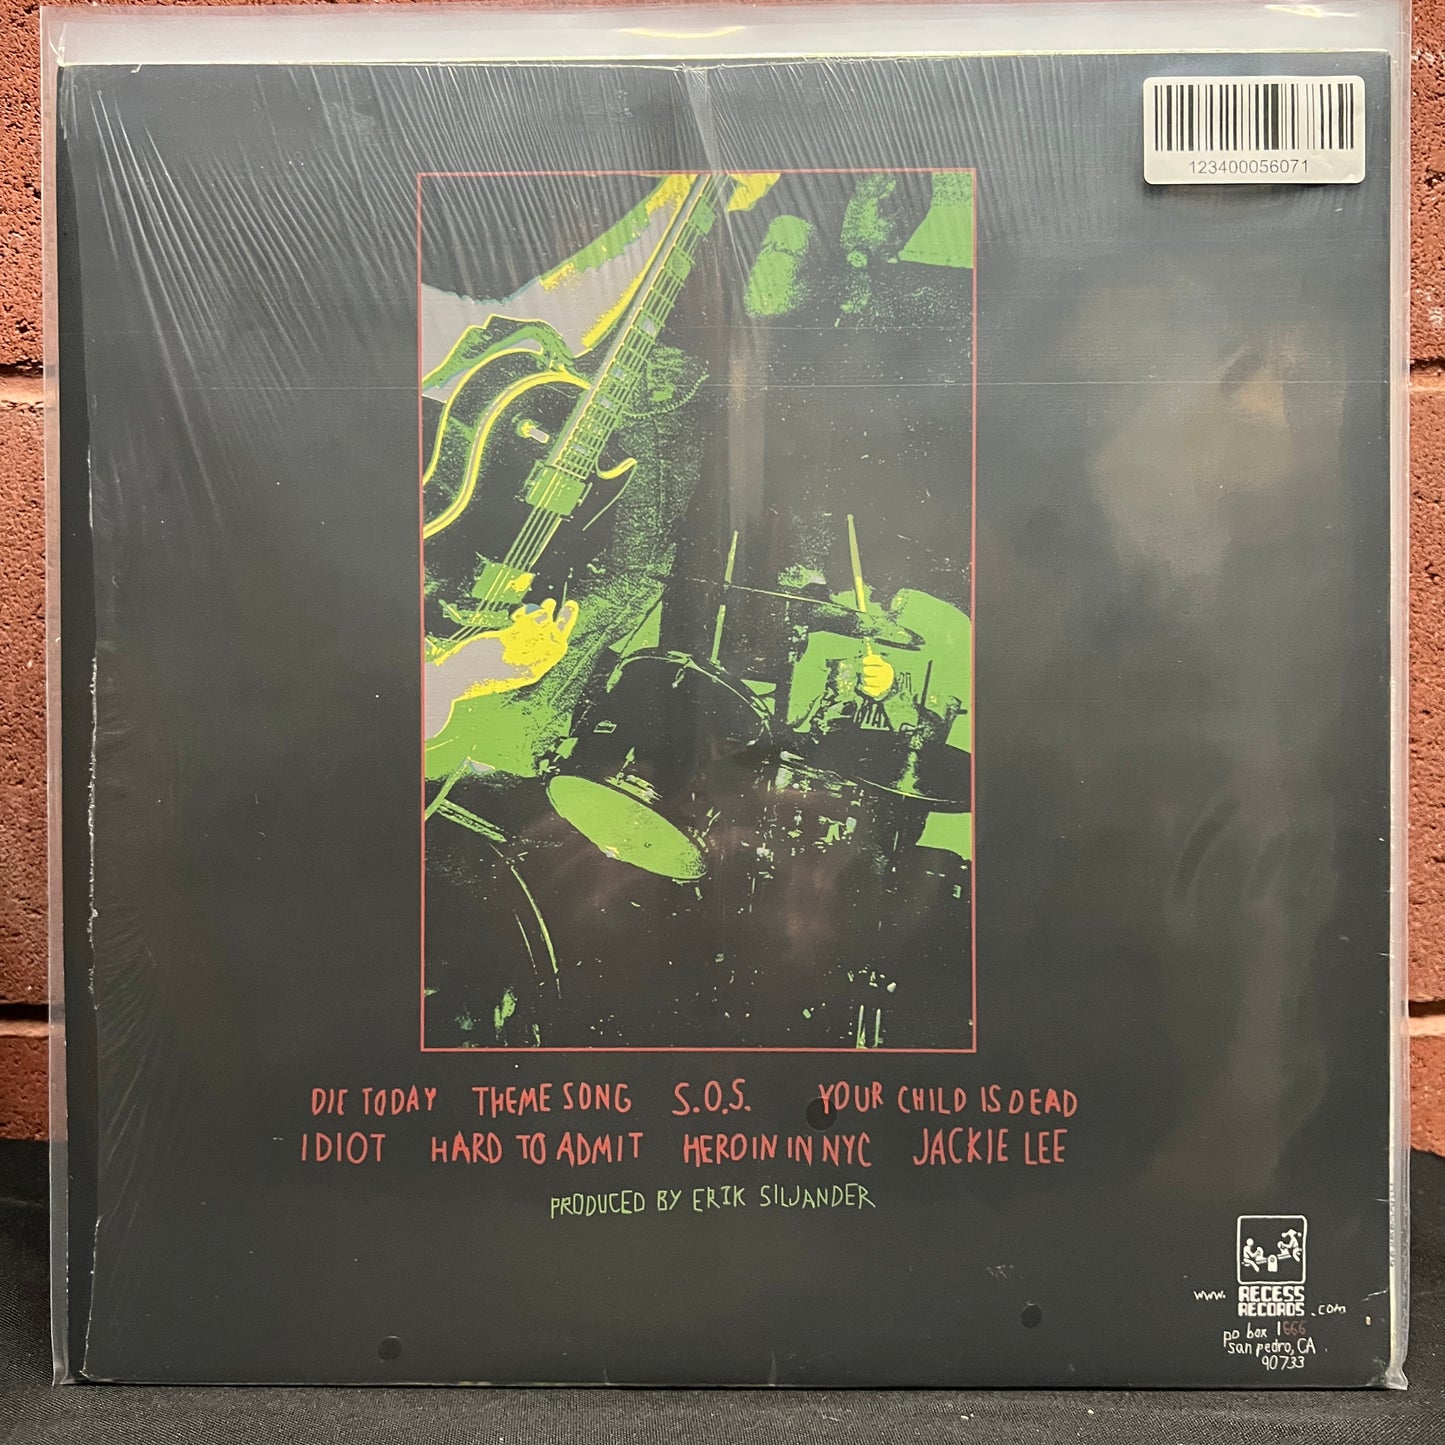 123400056071
DIE TODAY THEME SONG S.O.S. YOUR CHILD IS DEAD
IDIOT HARD TO ADMIT HEROIN IN NYC JACKIE LEE
PRODUCED BY ERIK SILJANDER
www. RECESS RECORDS .com
po box 1666
san pedro, CA
90733